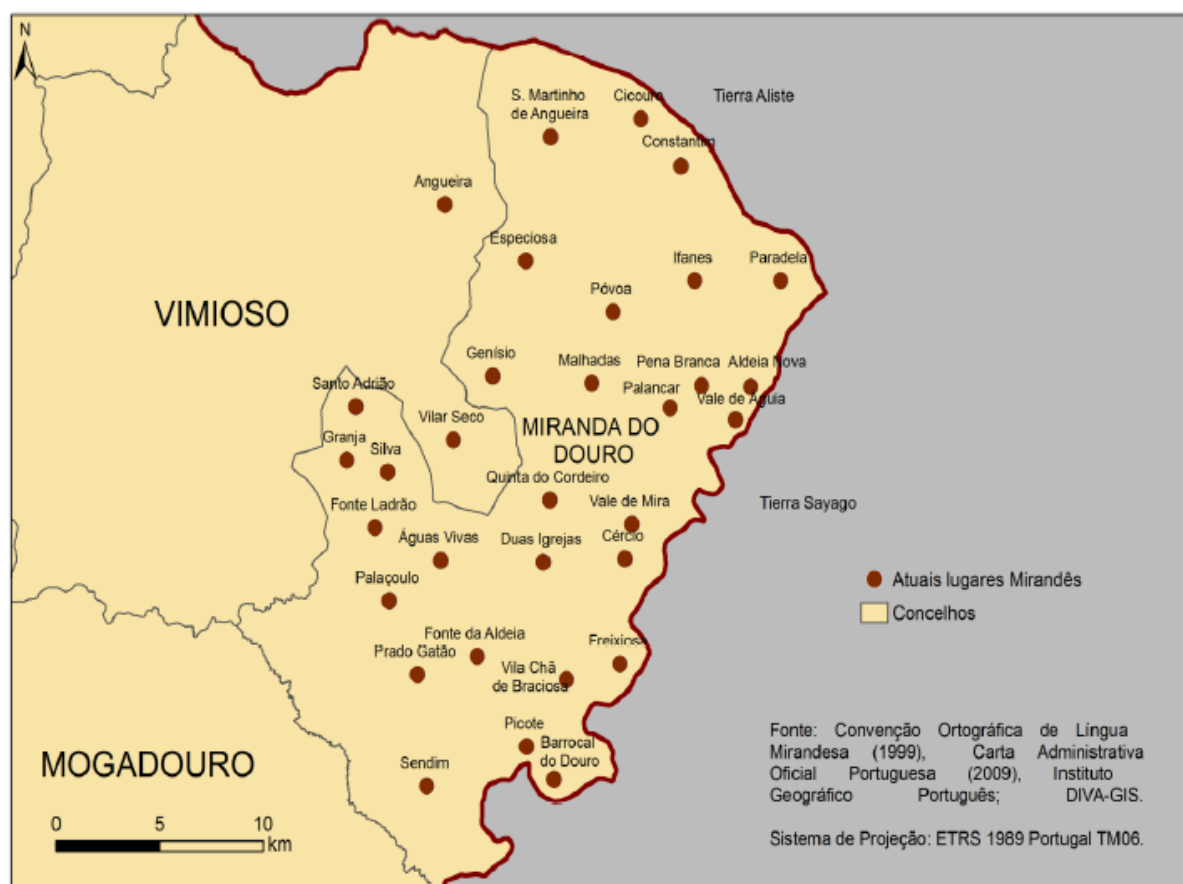 N
S. Martinho
de Angueira
Cicouro
Tierra Aliste
Constantim
Angueira
Especiosa
Ifanes
Paradela
Póvoa
VIMIOSO
Genísio
Malhadas
Pena Branca
Aldeia Nova
Palancar
Vale de Águia
Santo Adrião
Vilar Seco
MIRANDA DO
DOURO
Granja
Silva
Quinta do Cordeiro
Vale de Mira
Tierra Sayago
Fonte Ladrão
Águas Vivas
Duas Igrejas
Cércio
Atuais lugares Mirandês
Palaçoulo
Concelhos
Fonte da Aldeia
Freixiosa
Prado Gatão
Vila Chã
de Braciosa
Picote
Barrocal
do Douro
MOGADOURO
Sendim
0 5 10
km
Fonte: Convenção Ortográfica de Língua
Mirandesa (1999), Carta Administrativa
Oficial Portuguesa (2009), Instituto
Geográfico Português; DIVA-GIS.
Sistema de Projeção: ETRS 1989 Portugal TM06.